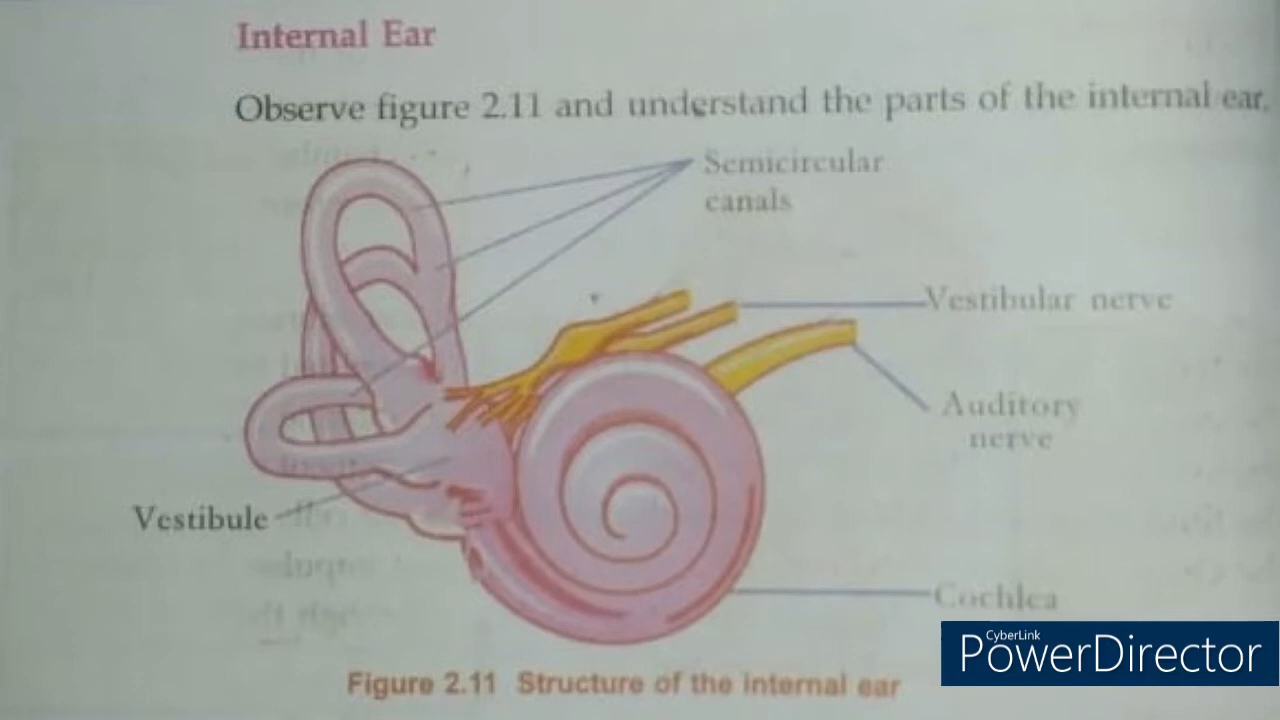 Internal Ear
Observe figure 2.11 and understand the parts of the internal ear.
Semicircular
canals
Vestibular nerve
Auditory
nerve
Vestibule
Cochlea
CyberLink
PowerDirector
Figure 2.11 Structure of the internal ear